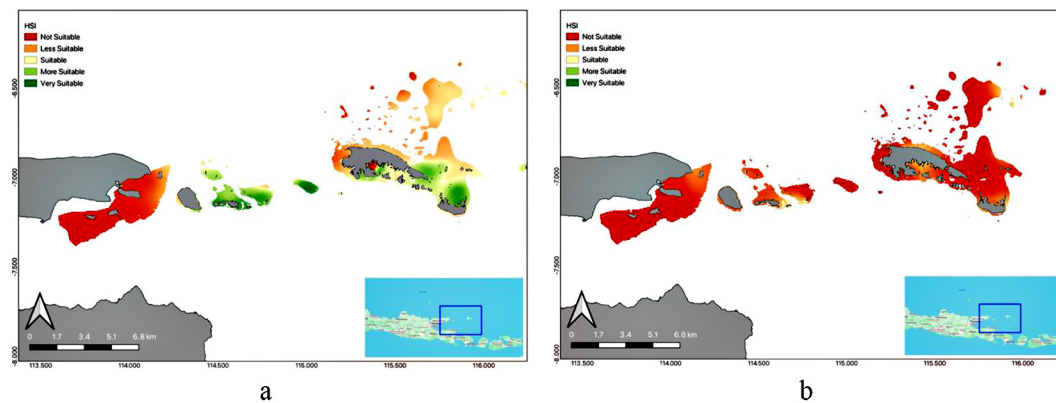 HSI
Not Suitable
Less Suitable
Suitable
More Suitable
Very Suitable
-6.500
-7.000
-7.500
-8.000
0 1.7 3.4 5.1 6.8 km
113.500 114.000 114.500 115.000 115.500 116.000
a
HSI
Not Suitable
Less Suitable
Suitable
More Suitable
Very Suitable
-6.500
-7.000
-7.500
-8.000
0 1.7 3.4 5.1 6.8 km
113.500 114.000 114.500 115.000 115.500 116.000
b